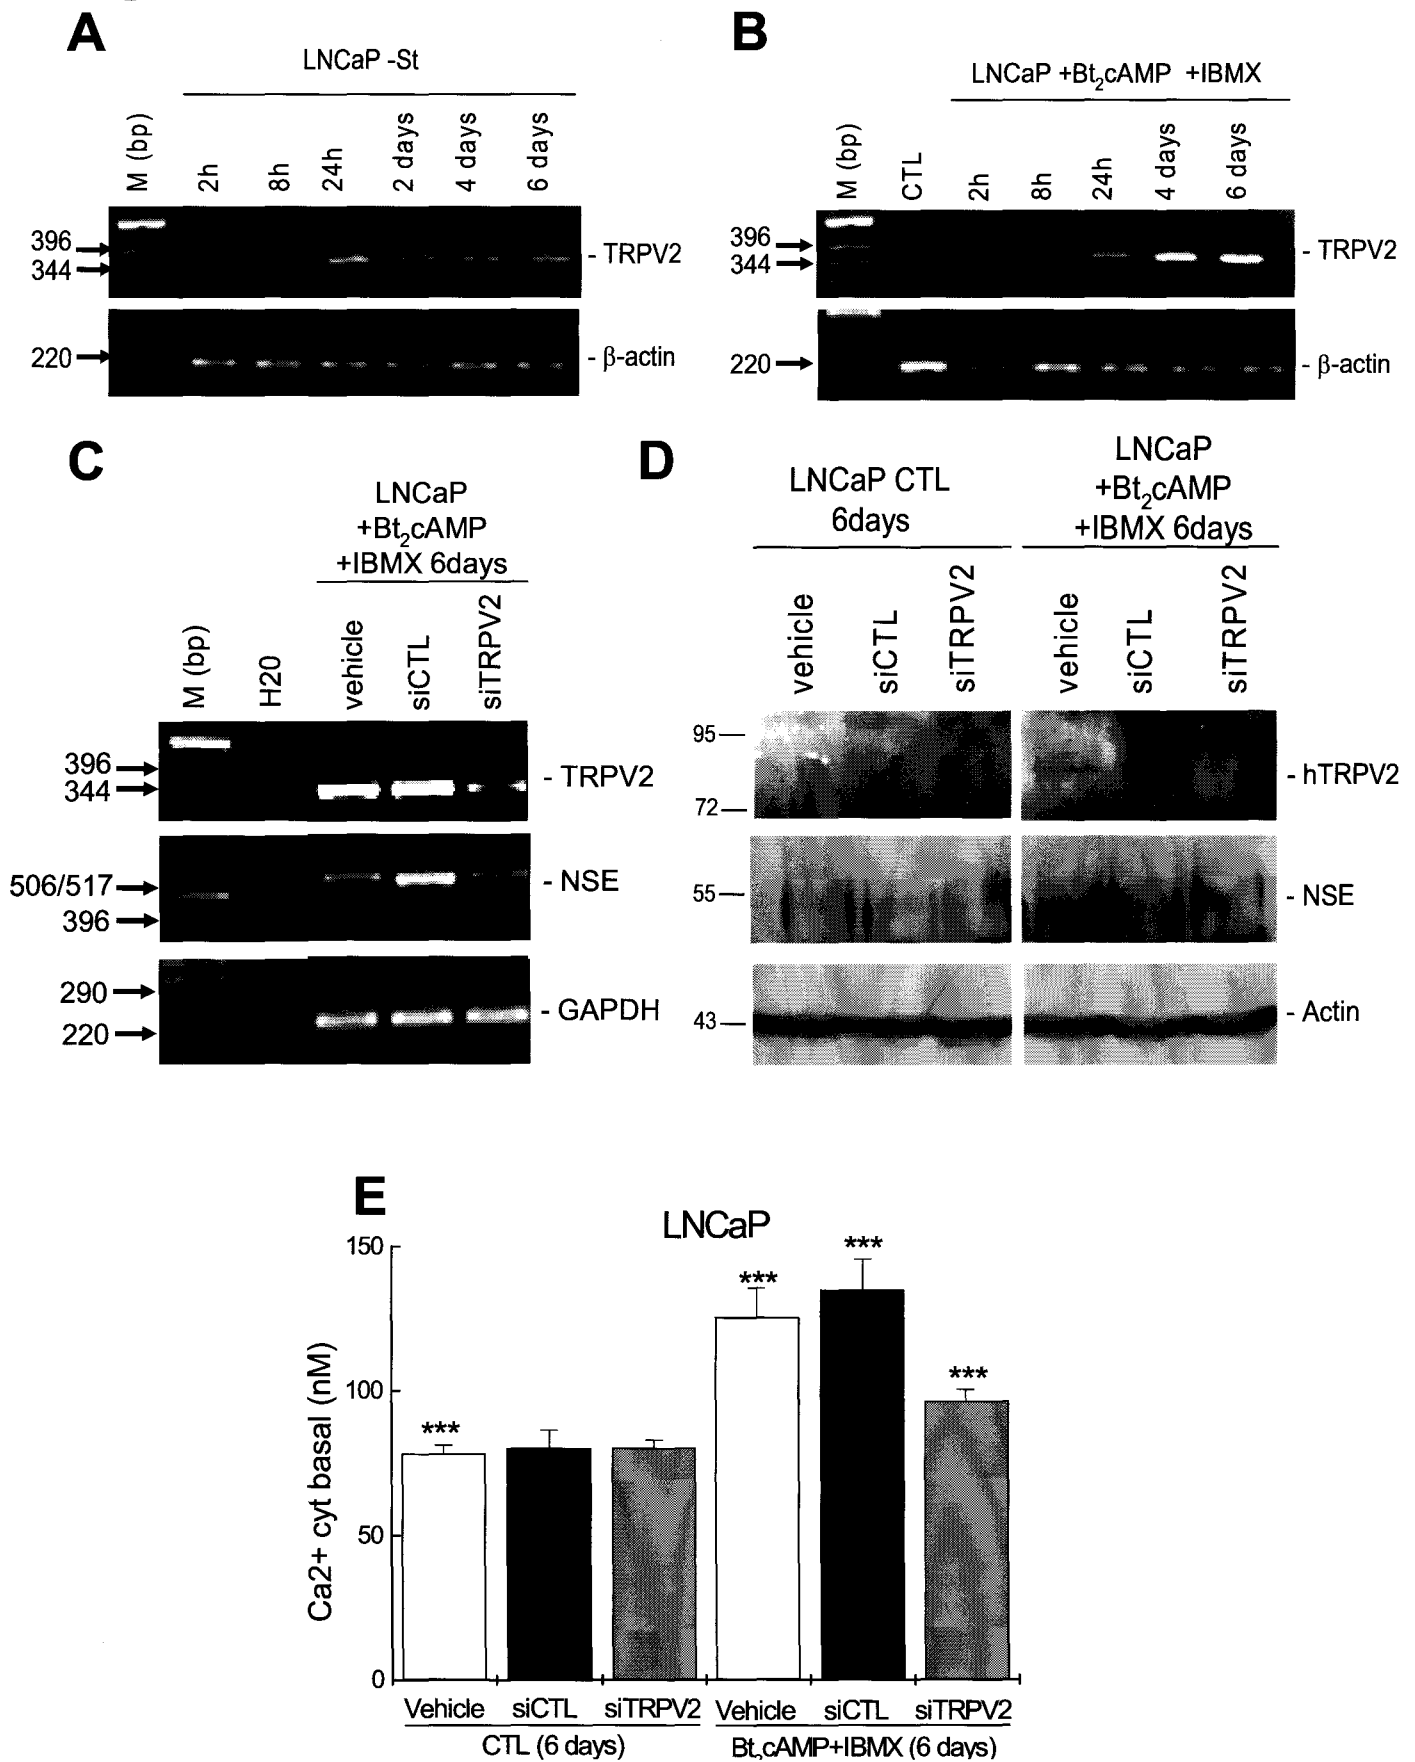 A
LNCaP -St
M (bp)
2h
8h
24h
2 days
4 days
6 days
396
344
- TRPV2
220
- β-actin
B
LNCaP +Bt2cAMP +IBMX
M (bp)
CTL
2h
8h
24h
4 days
6 days
396
344
- TRPV2
220
- β-actin
C
LNCaP
+Bt2cAMP
+IBMX 6days
M (bp)
H20
vehicle
siCTL
siTRPV2
396
344
- TRPV2
506/517
396
- NSE
290
220
- GAPDH
D
LNCaP CTL
6days
LNCaP
+Bt2cAMP
+IBMX 6days
vehicle
siCTL
siTRPV2
vehicle
siCTL
siTRPV2
95
72
- hTRPV2
55
- NSE
43
- Actin
E
LNCaP
Ca2+ cyt basal (nM)
150
100
50
0
***
***
***
***
Vehicle siCTL siTRPV2 Vehicle siCTL siTRPV2
CTL (6 days) Bt2cAMP+IBMX (6 days)